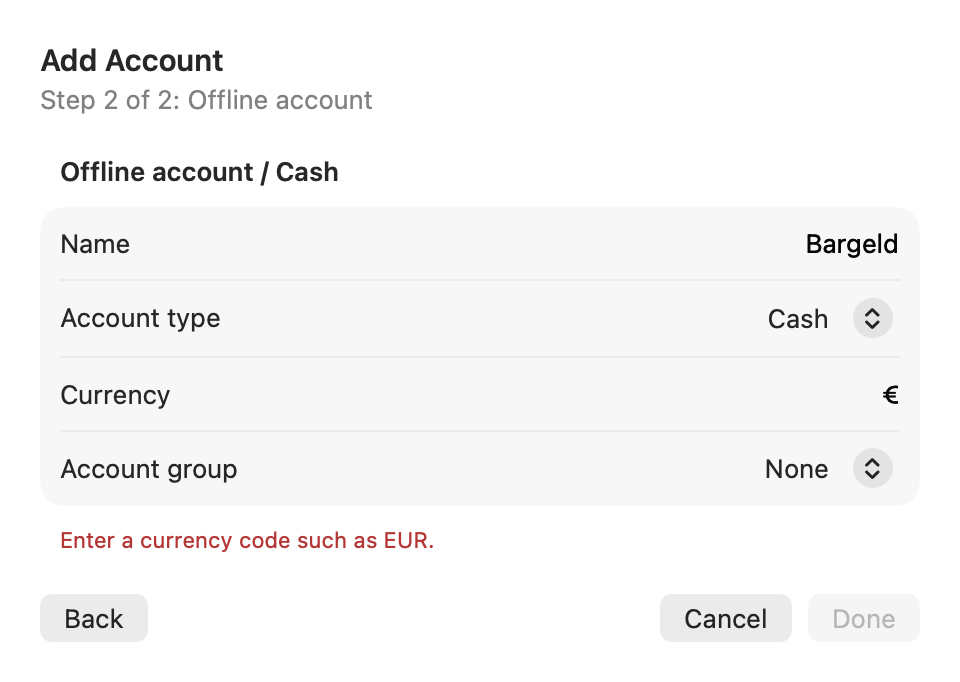 Add Account
Step 2 of 2: Offline account
Offline account / Cash
Name Bargeld
Account type Cash
Currency €
Account group None
Enter a currency code such as EUR.
Back Cancel Done